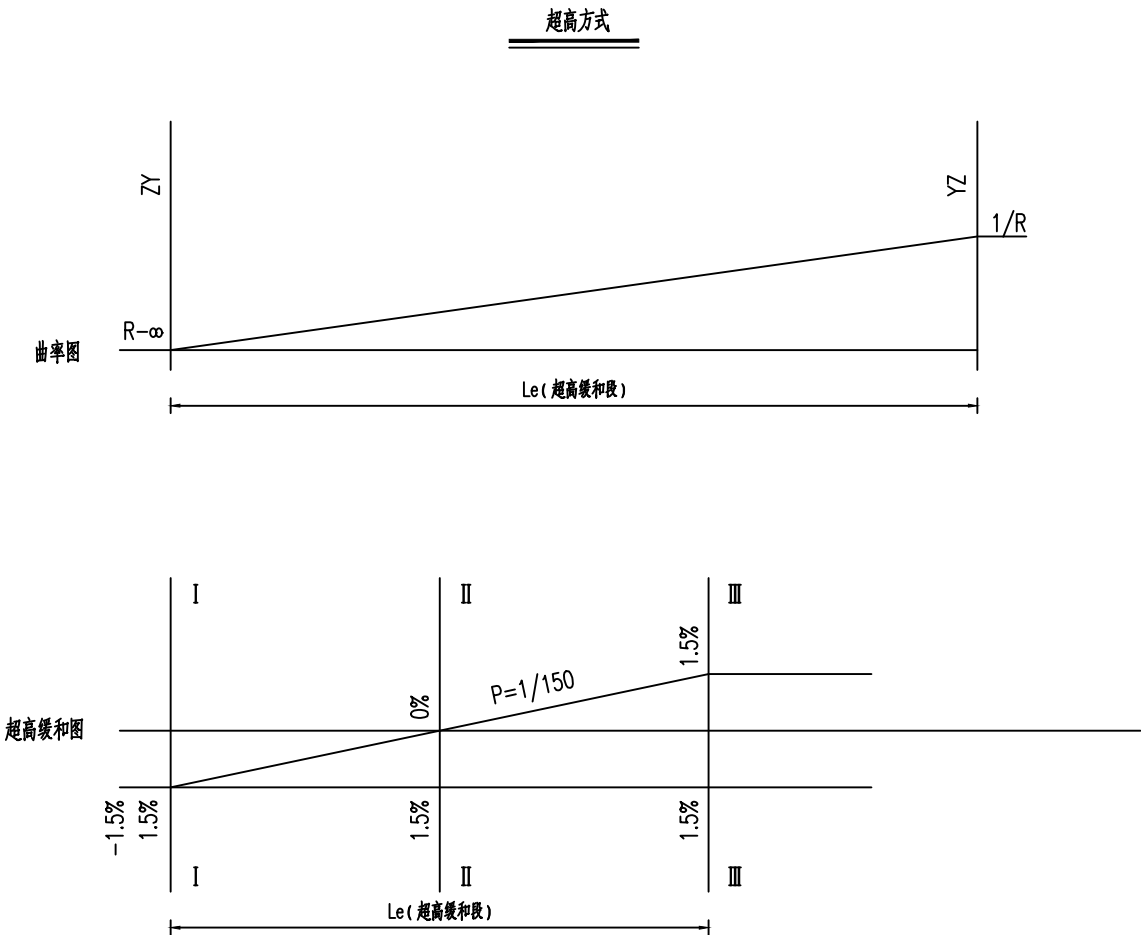 超高方式
ZY
YZ
1/R
R-∞
曲率图
Le(超高缓和段)
I
II
III
1.5%
P=1/150
0%
超高缓和图
-1.5%
1.5%
1.5%
1.5%
I
II
III
Le(超高缓和段)